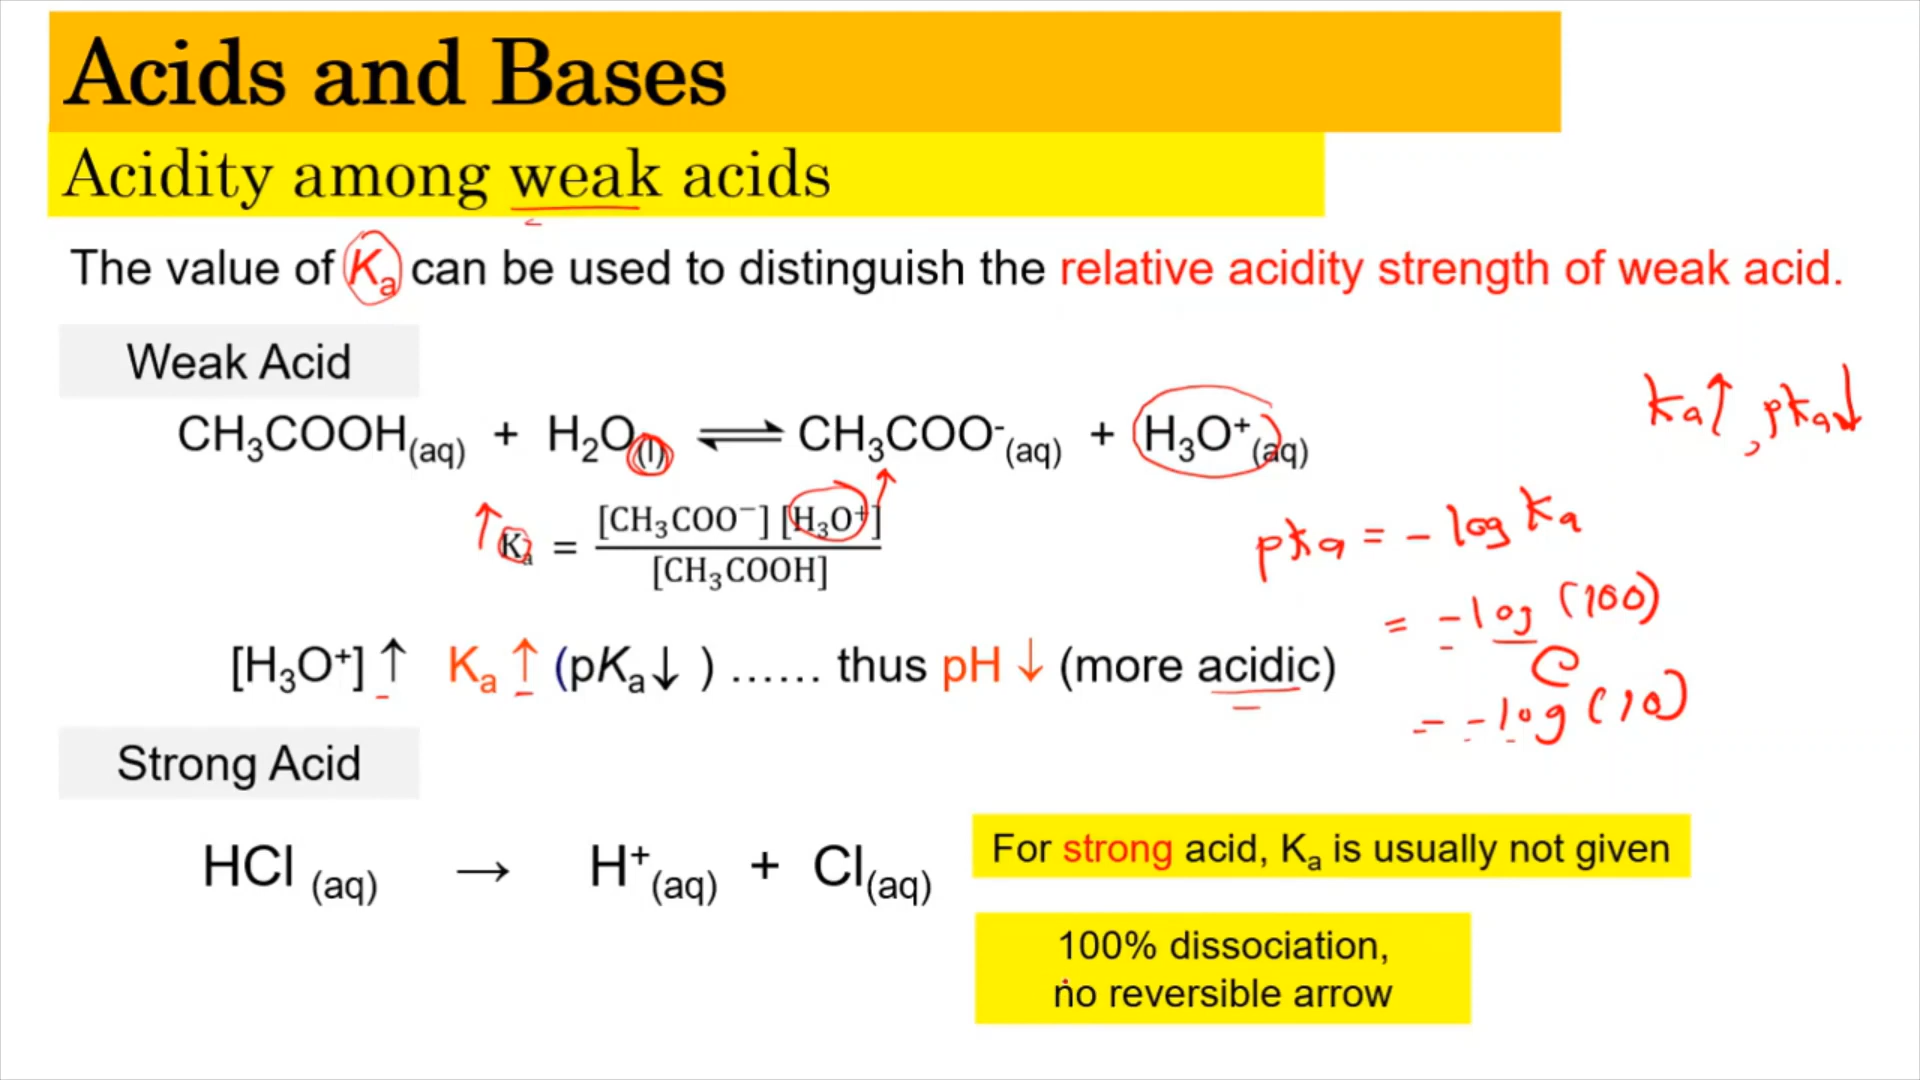 Acids and Bases
Acidity among weak acids
The value of Ka can be used to distinguish the relative acidity strength of weak acid.
Weak Acid
CH3COOH(aq) + H2O(l) ⇌ CH3COO-(aq) + H3O+(aq)
Ka↑, pKa↓
↑Ka = [CH3COO−] [H3O+]↑
[CH3COOH]
pKa = - log Ka
= - log (100)
= - log (10)
[H3O+]↑ Ka↑ (pKa↓ ) ...... thus pH↓ (more acidic)
Strong Acid
HCl (aq) → H+(aq) + Cl(aq)
For strong acid, Ka is usually not given
100% dissociation,
no reversible arrow